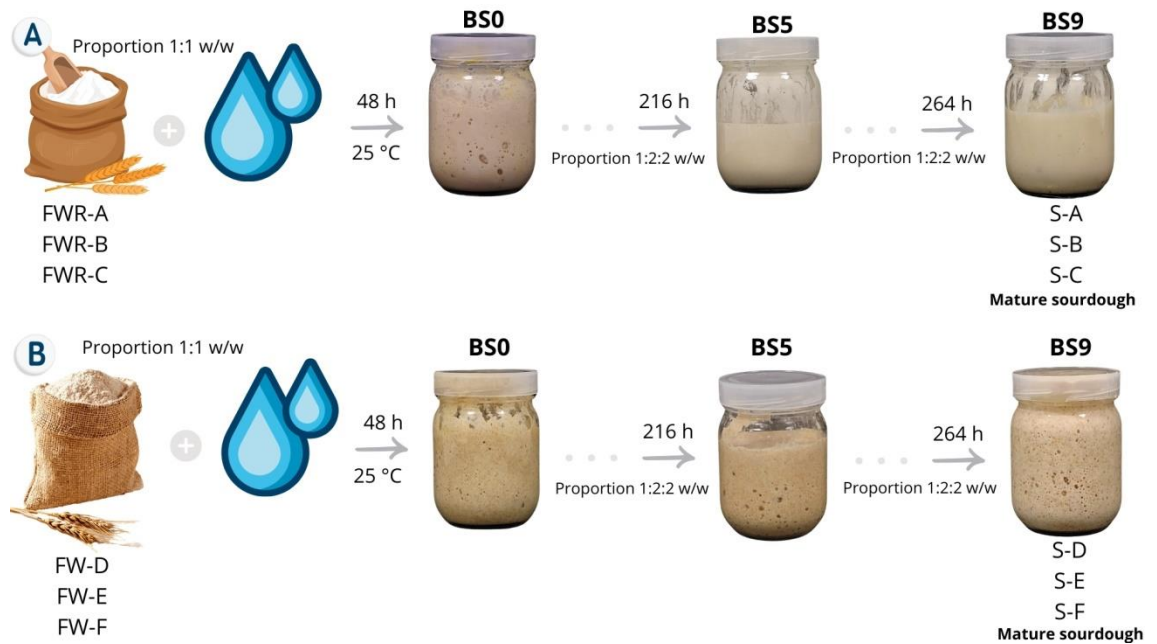 A
Proportion 1:1 w/w
BS0
BS5
BS9
48 h
25 °C
216 h
Proportion 1:2:2 w/w
264 h
Proportion 1:2:2 w/w
FWR-A
FWR-B
FWR-C
S-A
S-B
S-C
Mature sourdough
B
Proportion 1:1 w/w
BS0
BS5
BS9
48 h
25 °C
216 h
Proportion 1:2:2 w/w
264 h
Proportion 1:2:2 w/w
FW-D
FW-E
FW-F
S-D
S-E
S-F
Mature sourdough